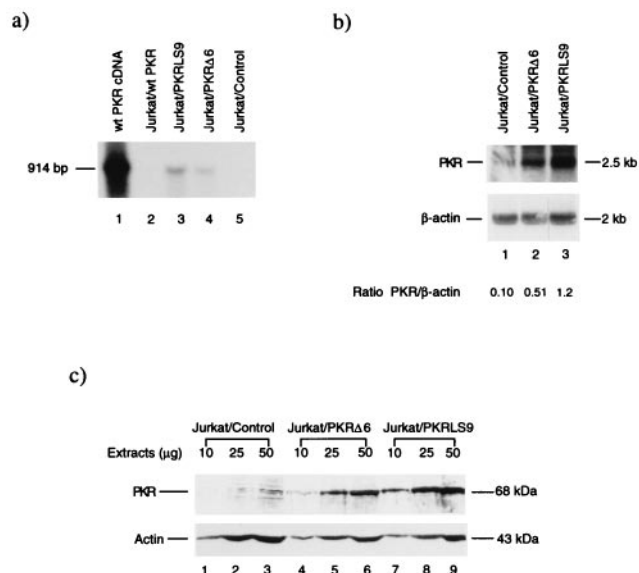 a)
wt PKR cDNA
Jurkat/wt PKR
Jurkat/PKRLS9
Jurkat/PKRΔ6
Jurkat/Control
914 bp
1 2 3 4 5
b)
Jurkat/Control
Jurkat/PKRΔ6
Jurkat/PKRLS9
PKR 2.5 kb
β-actin 2 kb
1 2 3
Ratio PKR/β-actin 0.10 0.51 1.2
c)
Jurkat/Control Jurkat/PKRΔ6 Jurkat/PKRLS9
Extracts (μg) 10 25 50 10 25 50 10 25 50
PKR 68 kDa
Actin 43 kDa
1 2 3 4 5 6 7 8 9